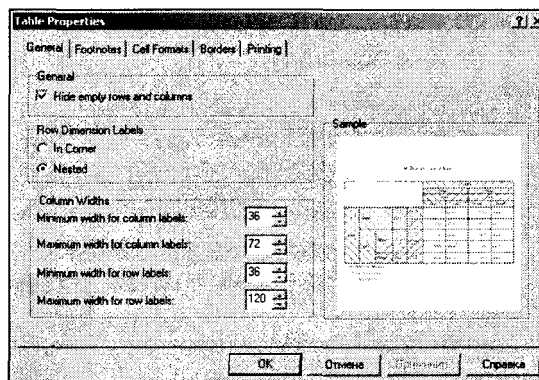 Table Properties
General Footnotes Cell Formats Borders Printing
General
Hide empty rows and columns
Row Dimension Labels
In Corner
Nested
Column Widths
Minimum width for column labels: 36
Maximum width for column labels: 72
Minimum width for row labels: 36
Maximum width for row labels: 120
Sample
OK Отмена Применить Справка